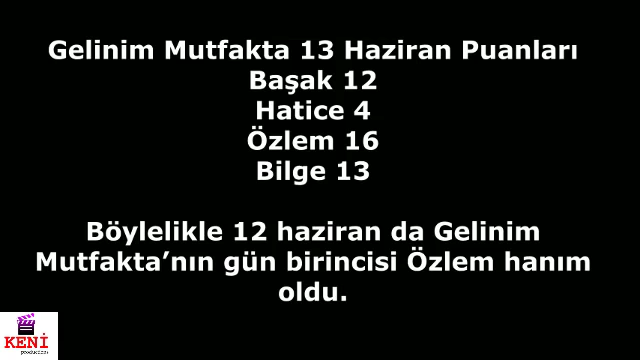 Gelinim Mutfakta 13 Haziran Puanları
Başak 12
Hatice 4
Özlem 16
Bilge 13
Böylelikle 12 haziran da Gelinim
Mutfakta’nın gün birincisi Özlem hanım
oldu.
KENİ
production